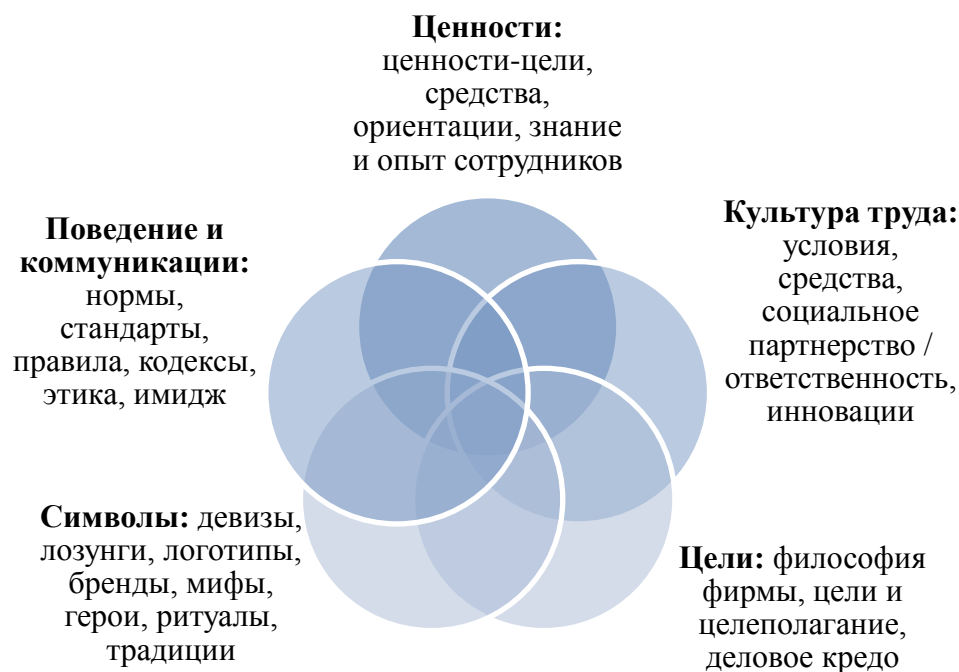 Ценности:
ценности-цели,
средства,
ориентации, знание
и опыт сотрудников
Культура труда:
условия,
средства,
социальное
партнерство /
ответственность,
инновации
Цели: философия
фирмы, цели и
целеполагание,
деловое кредо
Символы: девизы,
лозунги, логотипы,
бренды, мифы,
герои, ритуалы,
традиции
Поведение и
коммуникации:
нормы,
стандарты,
правила, кодексы,
этика, имидж